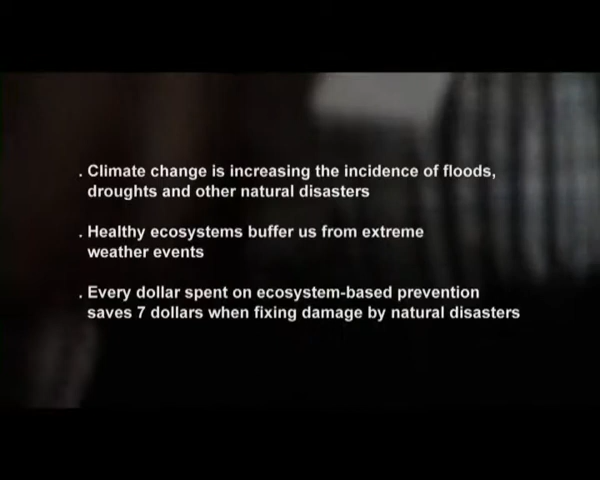 . Climate change is increasing the incidence of floods,
droughts and other natural disasters
. Healthy ecosystems buffer us from extreme
weather events
. Every dollar spent on ecosystem-based prevention
saves 7 dollars when fixing damage by natural disasters